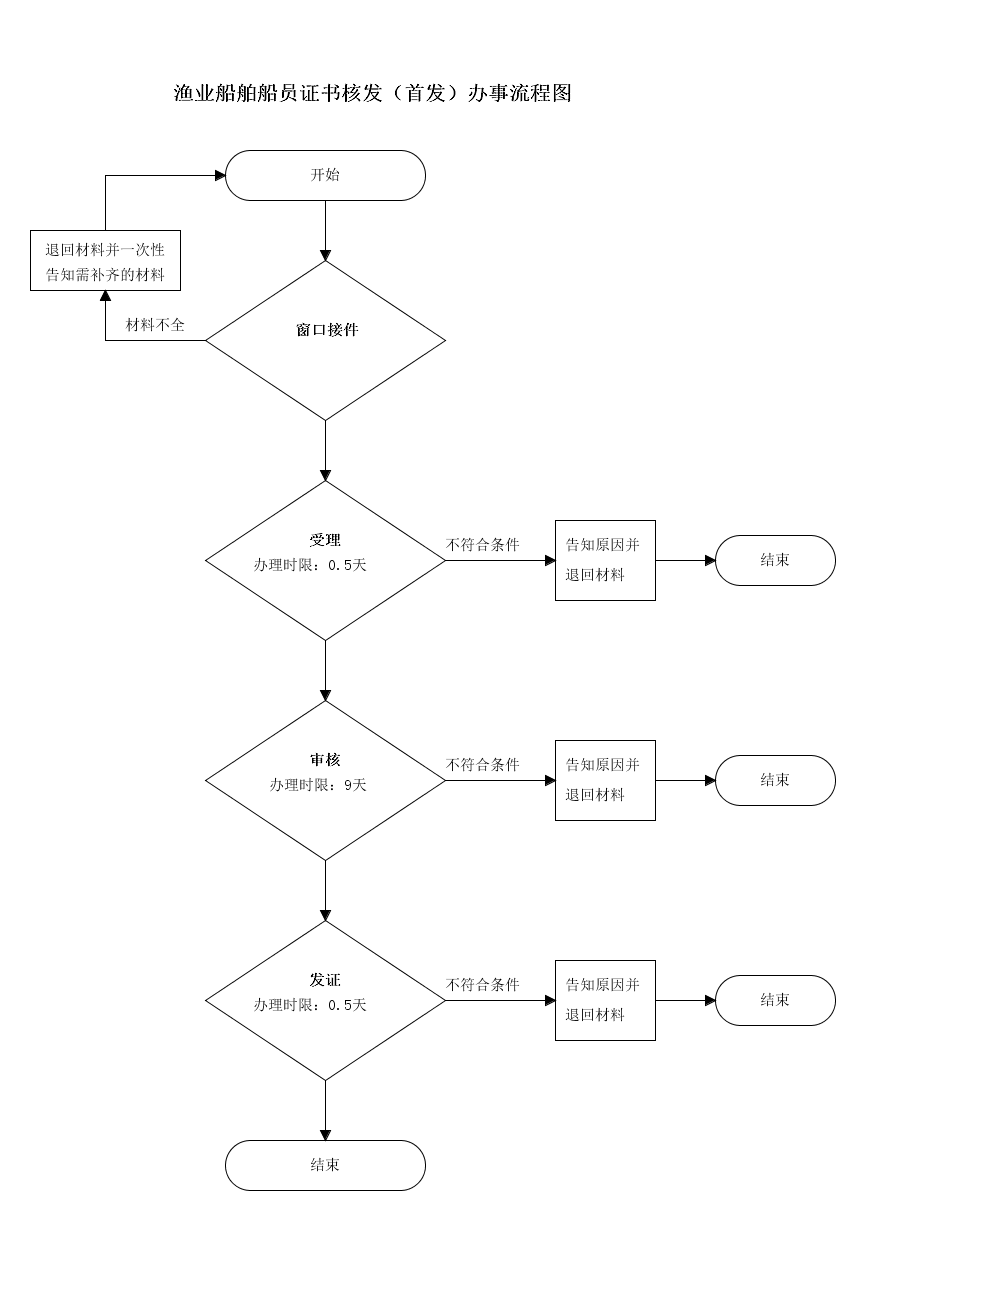 渔业船舶船员证书核发（首发）办事流程图
开始
退回材料并一次性
告知需补齐的材料
材料不全
窗口接件
受理
办理时限：0.5天
不符合条件
告知原因并
退回材料
结束
审核
办理时限：9天
不符合条件
告知原因并
退回材料
结束
发证
办理时限：0.5天
不符合条件
告知原因并
退回材料
结束
结束